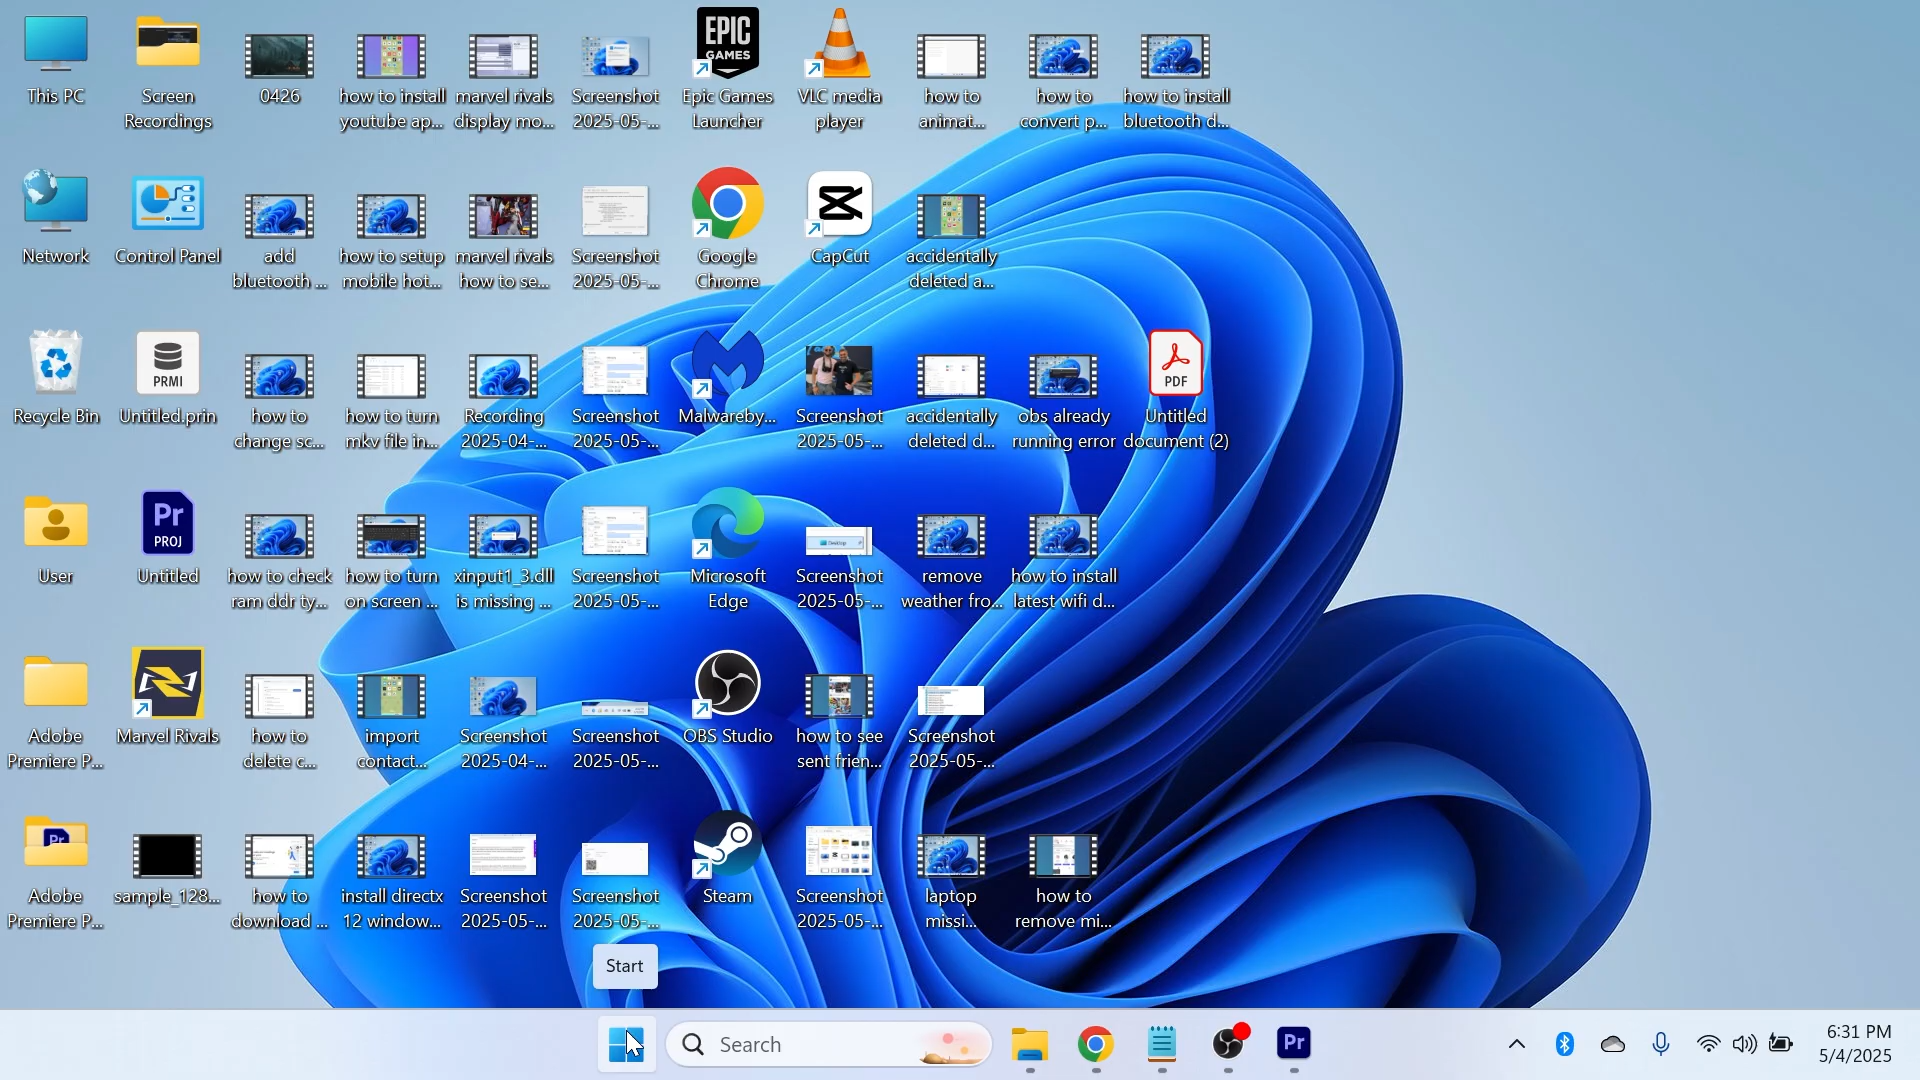 This PC
Screen
Recordings
0426
how to install
youtube ap...
marvel rivals
display mo...
Screenshot
2025-05-...
EPIC
GAMES
Epic Games
Launcher
VLC media
player
how to
animat...
how to
convert p...
how to install
bluetooth d...
Network
Control Panel
add
bluetooth ...
how to setup
mobile hot...
marvel rivals
how to se...
Screenshot
2025-05-...
Google
Chrome
CapCut
accidentally
deleted a...
Recycle Bin
PRMI
Untitled.prin
how to
change sc...
how to turn
mkv file in...
Recording
2025-04-...
Screenshot
2025-05-...
Malwareby...
Screenshot
2025-05-...
accidentally
deleted d...
obs already
running error
PDF
Untitled
document (2)
User
Pr
PROJ
Untitled
how to check
ram ddr ty...
how to turn
on screen ...
xinput1_3.dll
is missing ...
Screenshot
2025-05-...
Microsoft
Edge
Desktop
Screenshot
2025-05-...
remove
weather fro...
how to install
latest wifi d...
Adobe
Premiere P...
Marvel Rivals
how to
delete c...
import
contact...
Screenshot
2025-04-...
Screenshot
2025-05-...
OBS Studio
how to see
sent frien...
Screenshot
2025-05-...
Pr
Adobe
Premiere P...
sample_128...
how to
download ...
install directx
12 window...
Screenshot
2025-05-...
Screenshot
2025-05-...
Steam
Screenshot
2025-05-...
laptop
missi...
how to
remove mi...
Start
Search
Pr
6:31 PM
5/4/2025